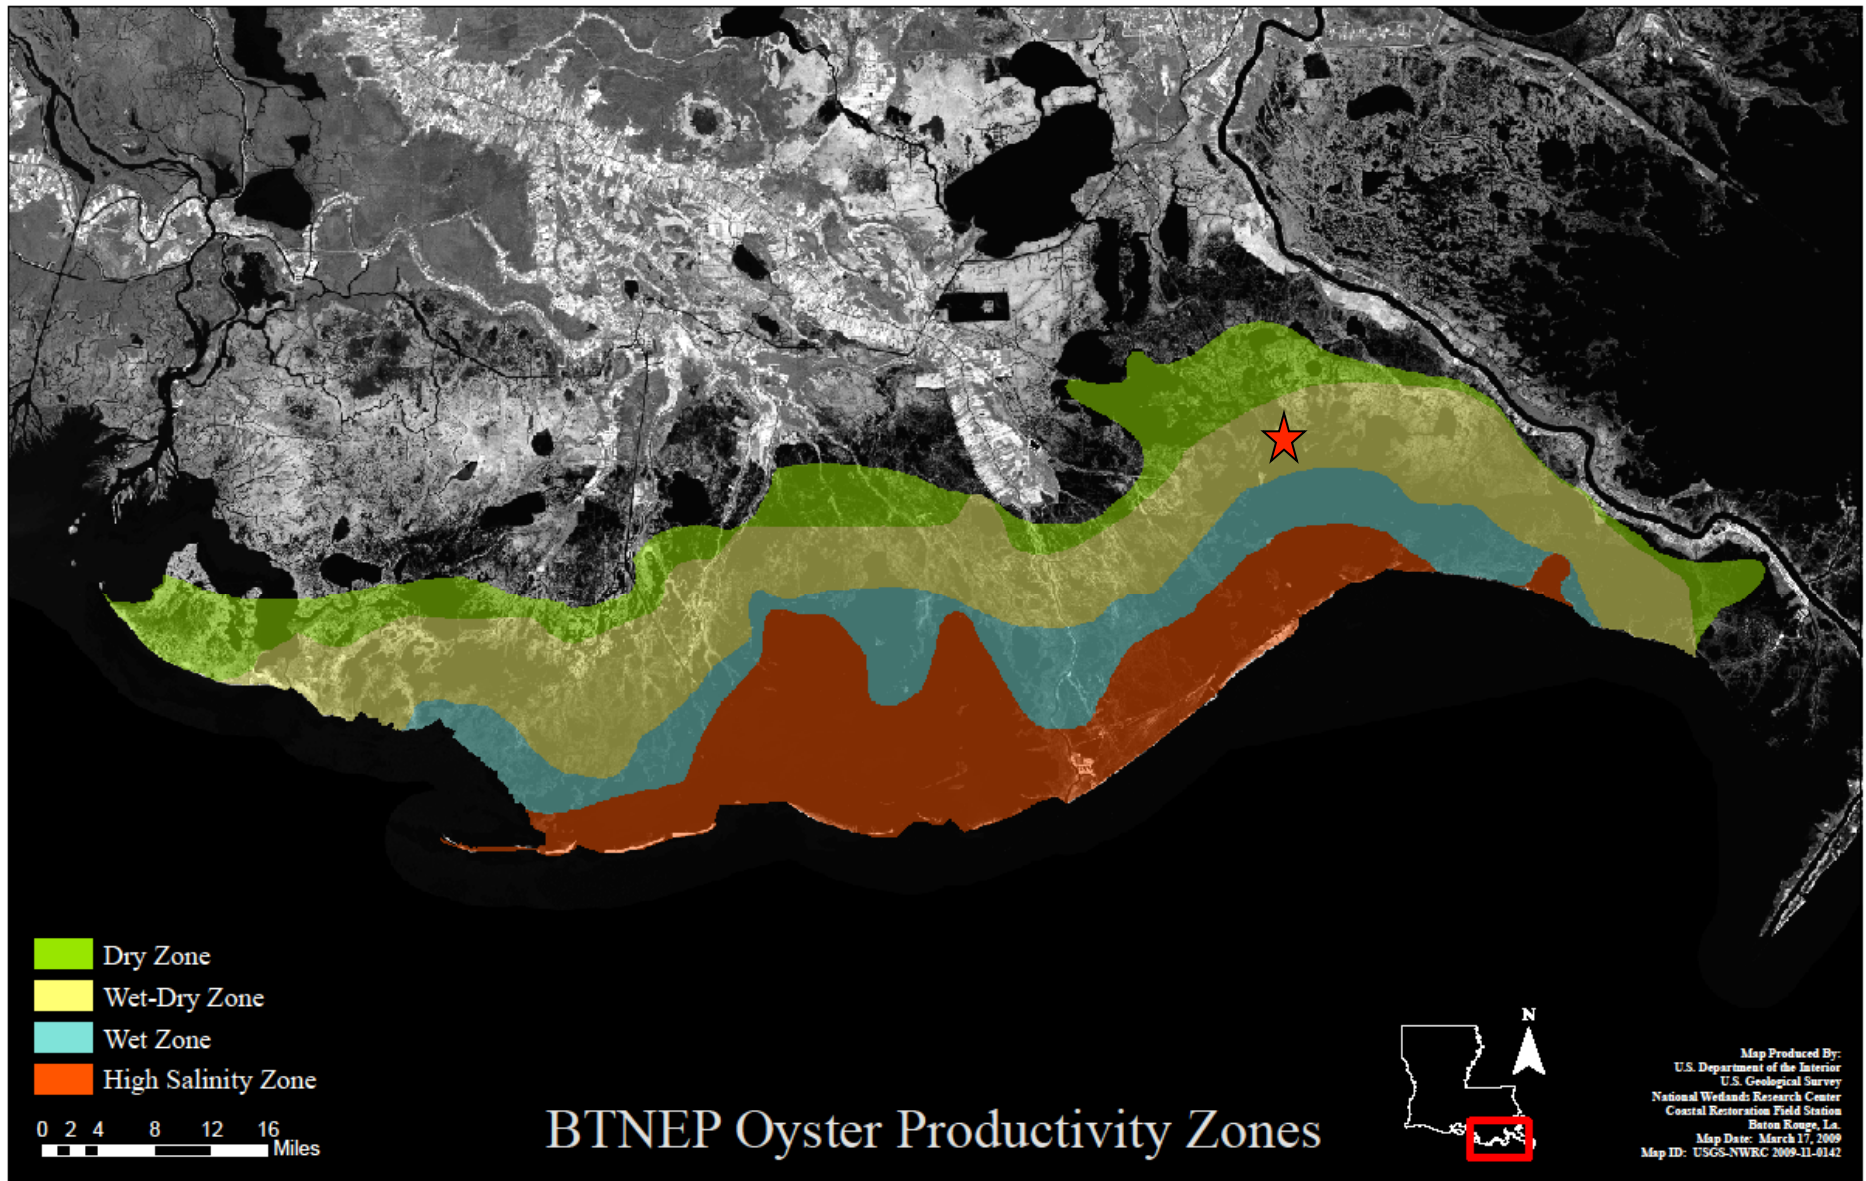 Dry Zone
Wet-Dry Zone
Wet Zone
High Salinity Zone
0 2 4 8 12 16
Miles
BTNEP Oyster Productivity Zones
N
Map Produced By:
U.S. Department of the Interior
U.S. Geological Survey
National Wetlands Research Center
Coastal Restoration Field Station
Baton Rouge, La.
Map Date: March 17, 2009
Map ID: USGS-NWRC 2009-11-0142